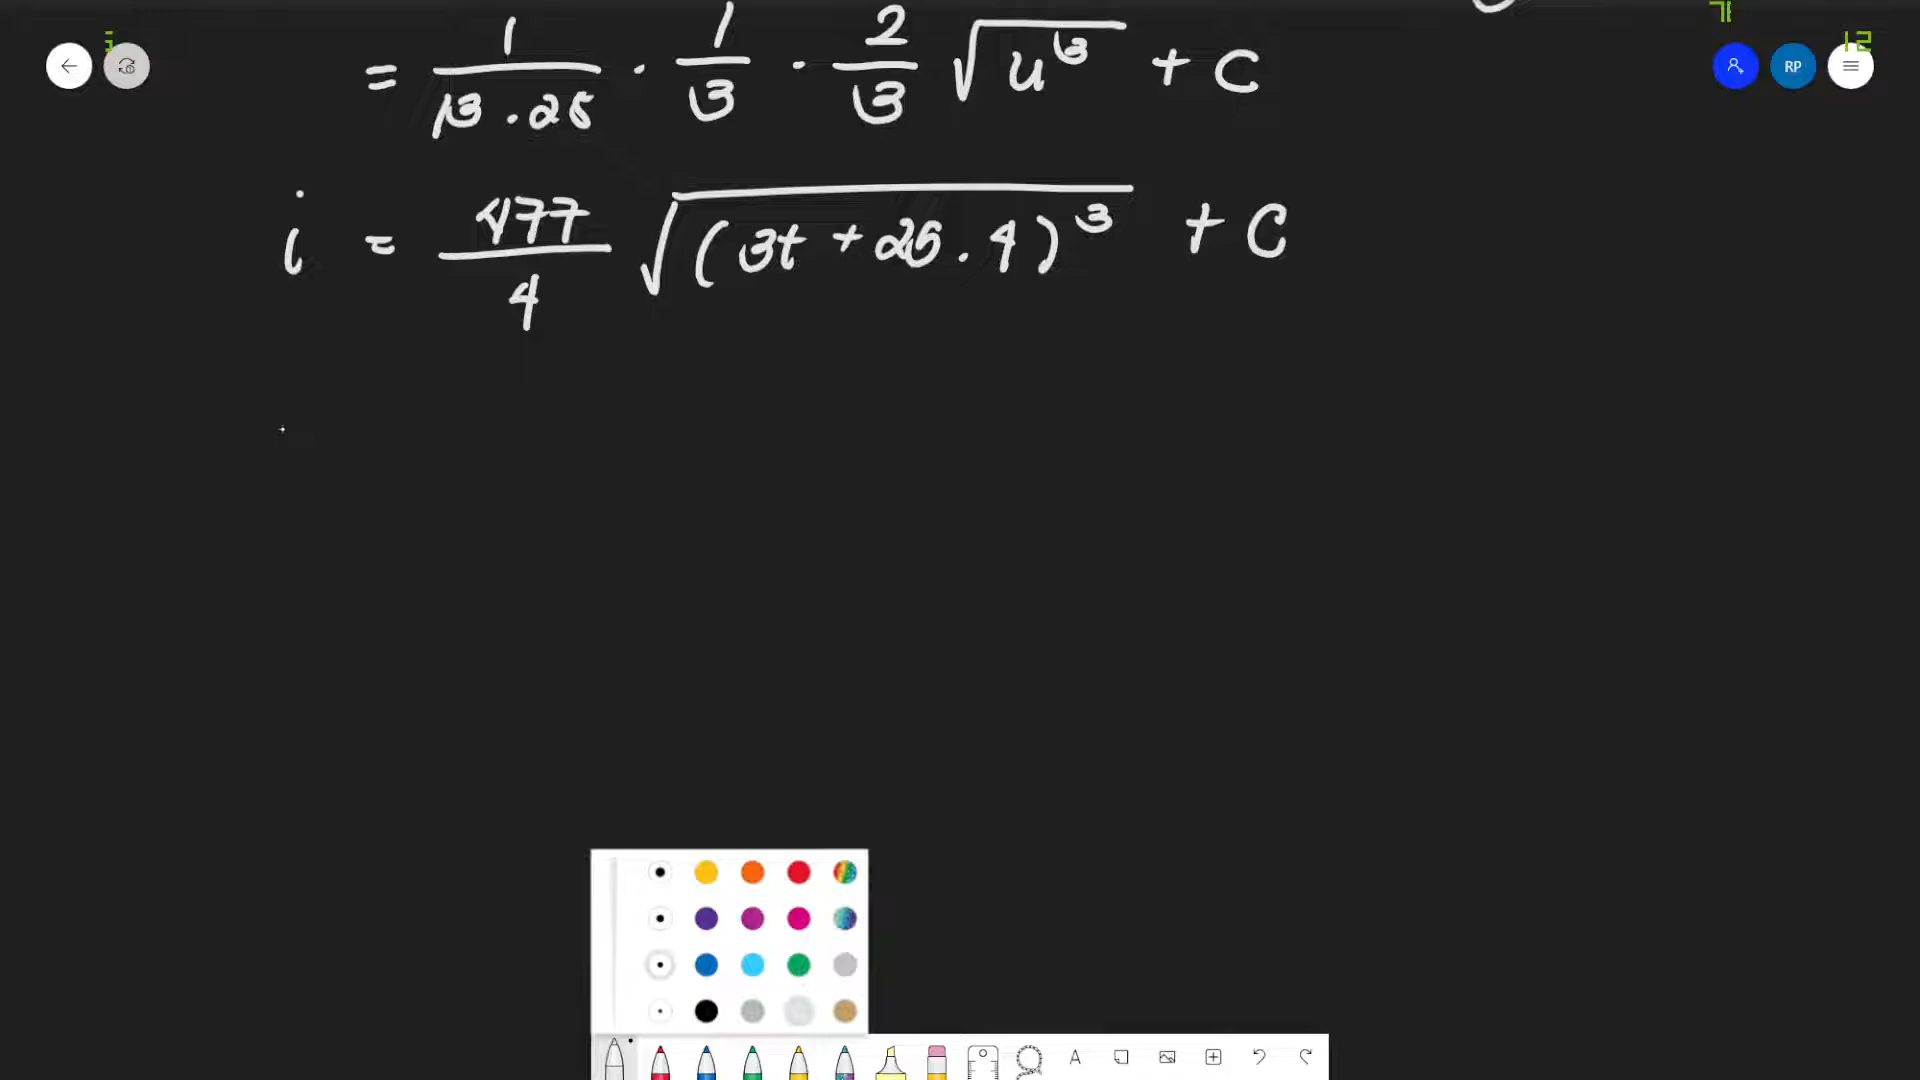 = 1/13.25 · 1/3 · 2/3 √u³ + C
i = 477/4 √(3t + 25.4)³ + C
RP
A